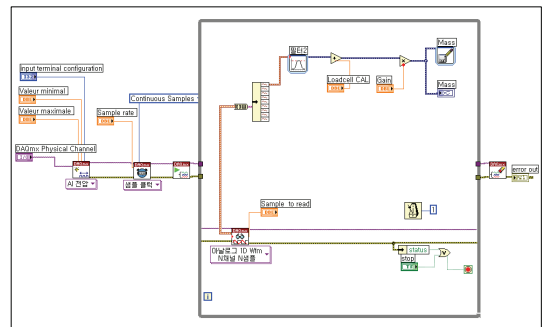 필터2
Mass
Loadcell CAL
Gain
Mass
Input terminal configuration
Valeur minimal
Valeur maximale
Sample rate
Continuous Samples
DAQmx Physical Channel
AI 전압
샘플 클럭
Sample to read
아날로그 1D Wfm
N채널 N샘플
error out
status
stop
i